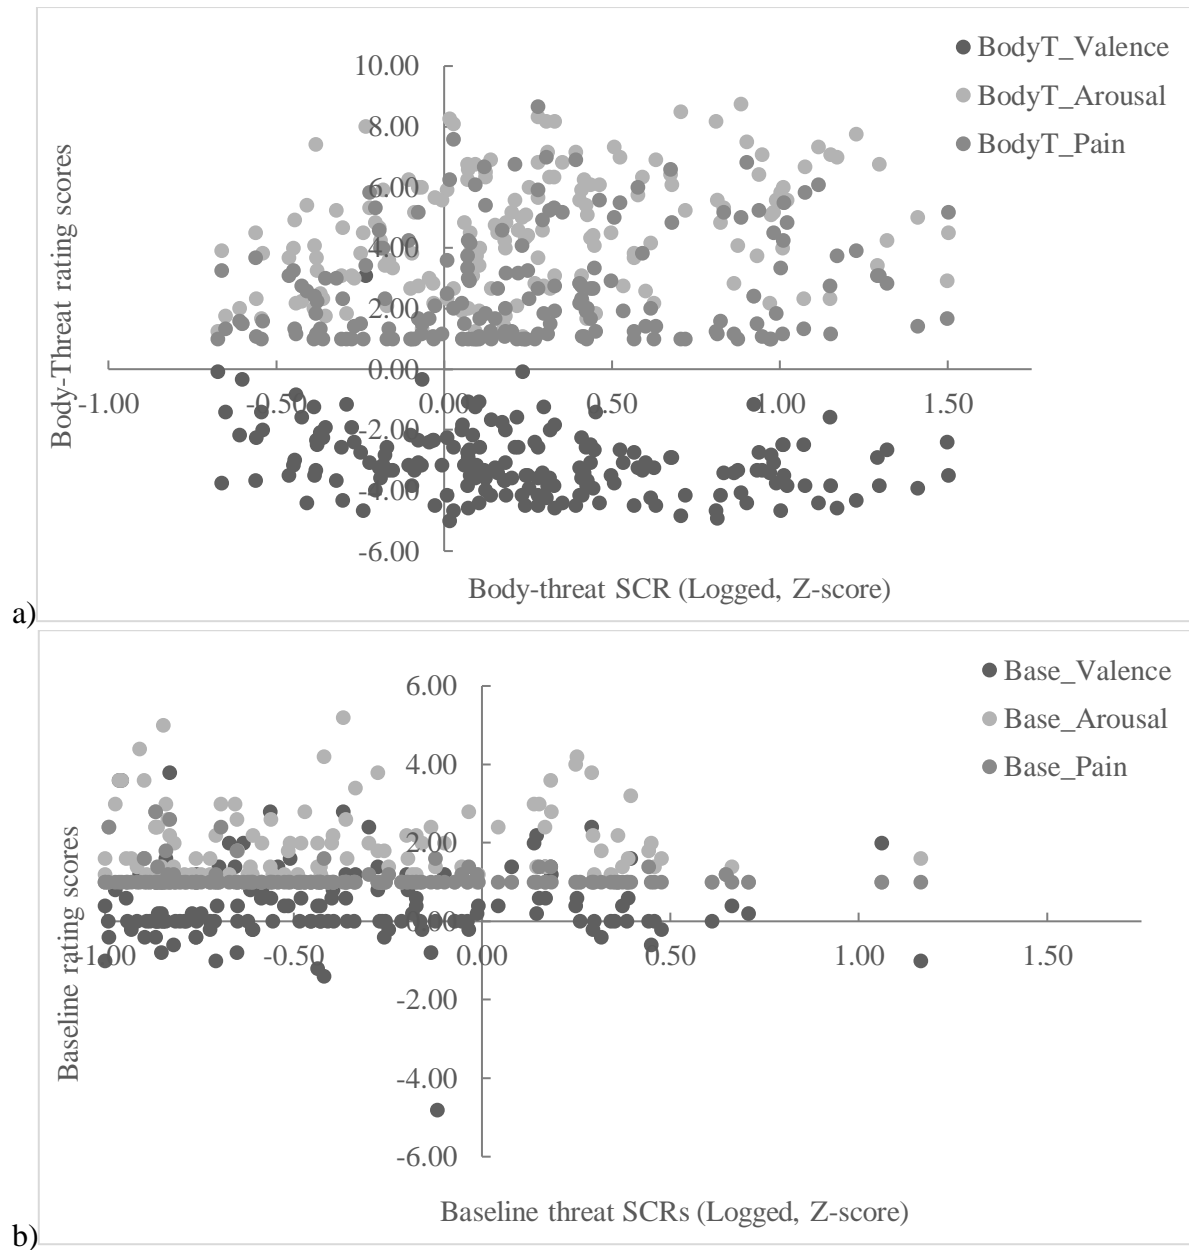 BodyT_Valence
BodyT_Arousal
BodyT_Pain
10.00
8.00
6.00
4.00
2.00
0.00
-2.00
-4.00
-6.00
-1.00 -0.50 0.00 0.50 1.00 1.50
Body-Threat rating scores
Body-threat SCR (Logged, Z-score)
a)
Base_Valence
Base_Arousal
Base_Pain
6.00
4.00
2.00
0.00
-2.00
-4.00
-6.00
-1.00 -0.50 0.00 0.50 1.00 1.50
Baseline rating scores
Baseline threat SCRs (Logged, Z-score)
b)